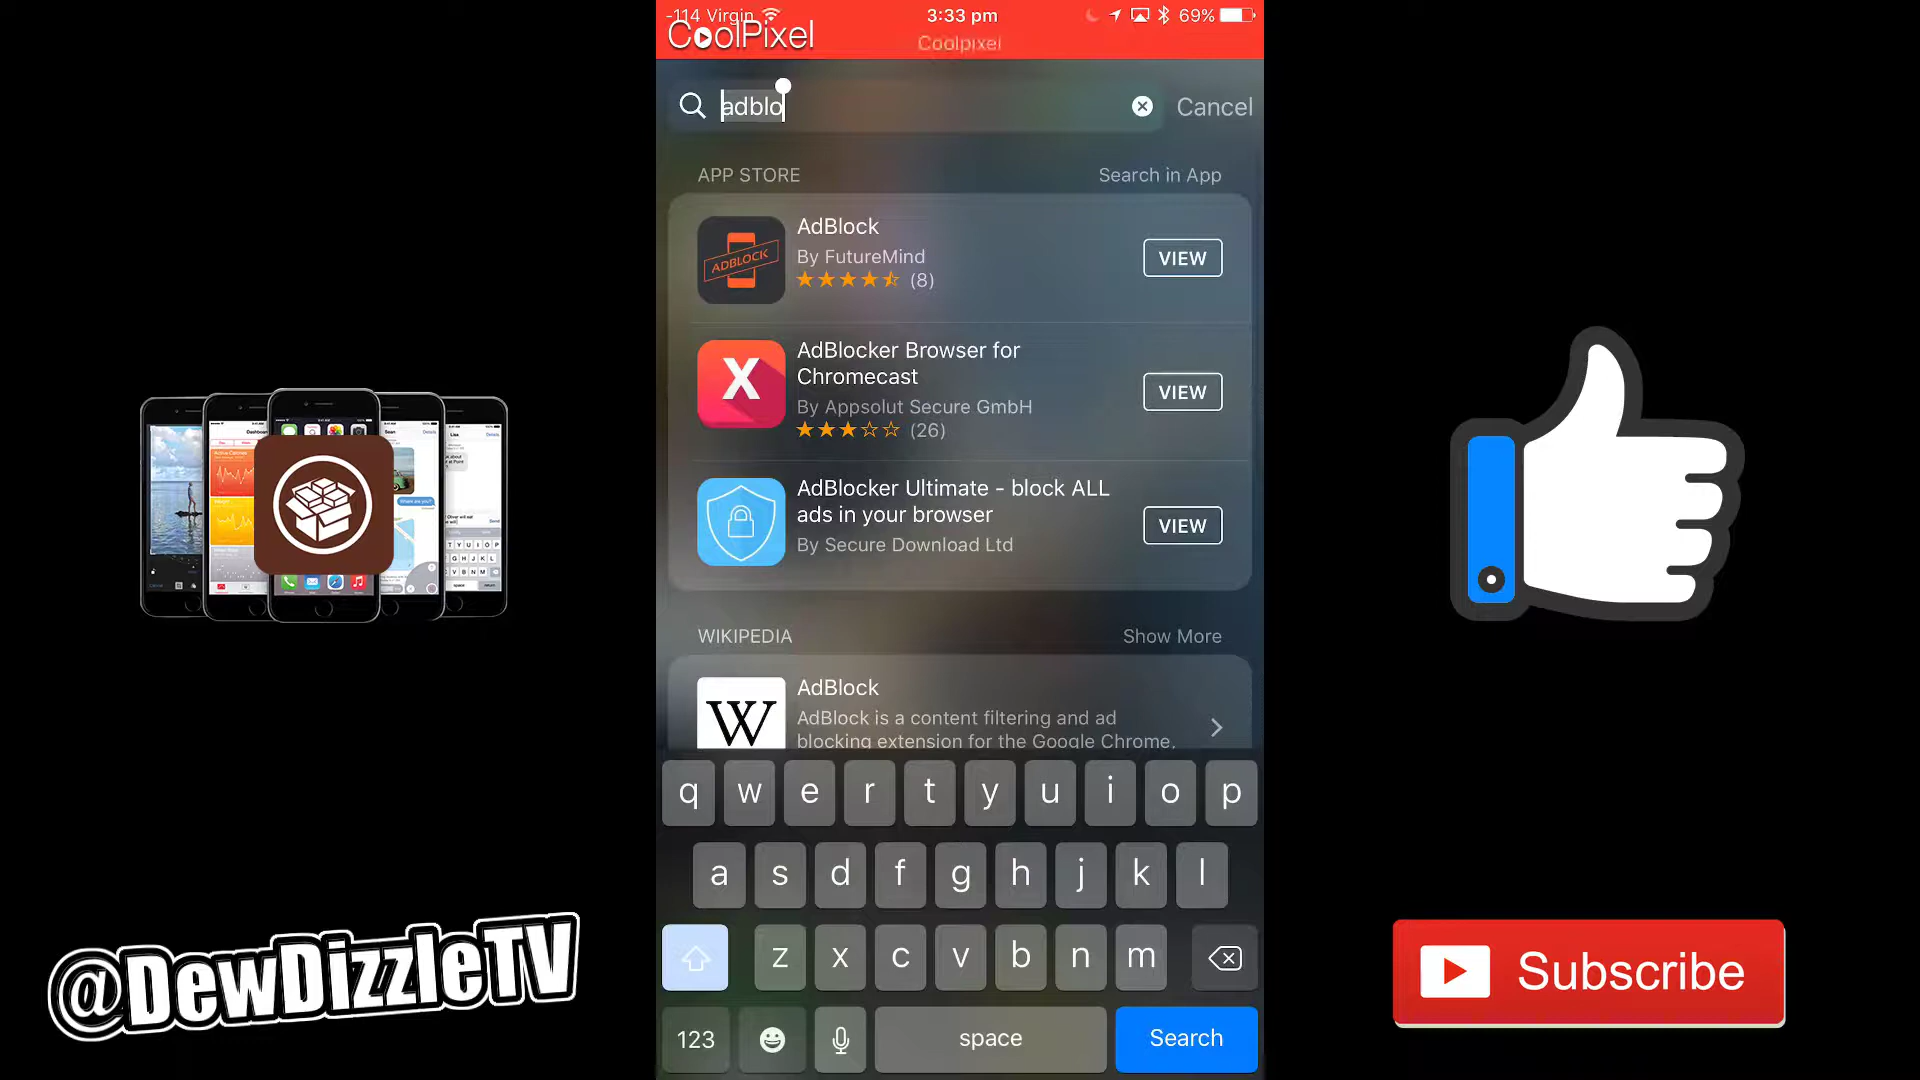 -114 Virgin
3:33 pm
69%
CoolPixel
Coolpixel
adblo
Cancel
APP STORE
Search in App
ADBLOCK
AdBlock
By FutureMind
(8)
VIEW
X
AdBlocker Browser for
Chromecast
By Appsolut Secure GmbH
(26)
VIEW
AdBlocker Ultimate - block ALL
ads in your browser
By Secure Download Ltd
VIEW
WIKIPEDIA
Show More
W
AdBlock
AdBlock is a content filtering and ad
blocking extension for the Google Chrome,
q w e r t y u i o p
a s d f g h j k l
z x c v b n m
123
space
Search
@DewDizzleTV
Subscribe